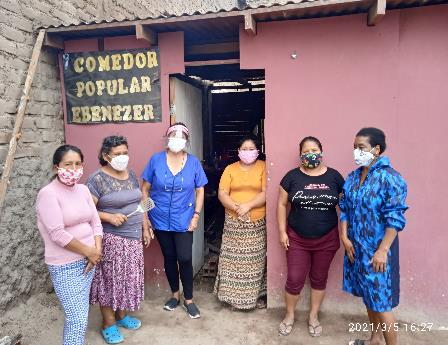 COMEDOR
POPULAR
EBENEZER
2021/3/5 16:27